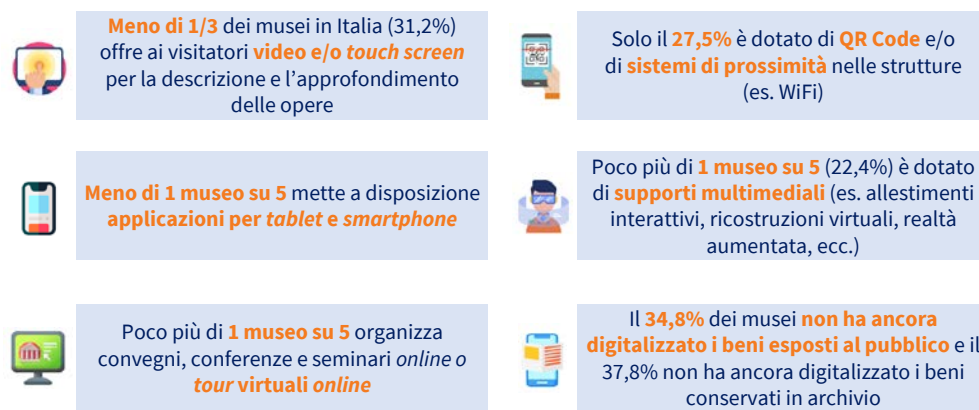 Meno di 1/3 dei musei in Italia (31,2%)
offre ai visitatori video e/o touch screen
per la descrizione e l'approfondimento
delle opere
Solo il 27,5% è dotato di QR Code e/o
di sistemi di prossimità nelle strutture
(es. WiFi)
Meno di 1 museo su 5 mette a disposizione
applicazioni per tablet e smartphone
Poco più di 1 museo su 5 (22,4%) è dotato
di supporti multimediali (es. allestimenti
interattivi, ricostruzioni virtuali, realtà
aumentata, ecc.)
Poco più di 1 museo su 5 organizza
convegni, conferenze e seminari online o
tour virtuali online
Il 34,8% dei musei non ha ancora
digitalizzato i beni esposti al pubblico e il
37,8% non ha ancora digitalizzato i beni
conservati in archivio